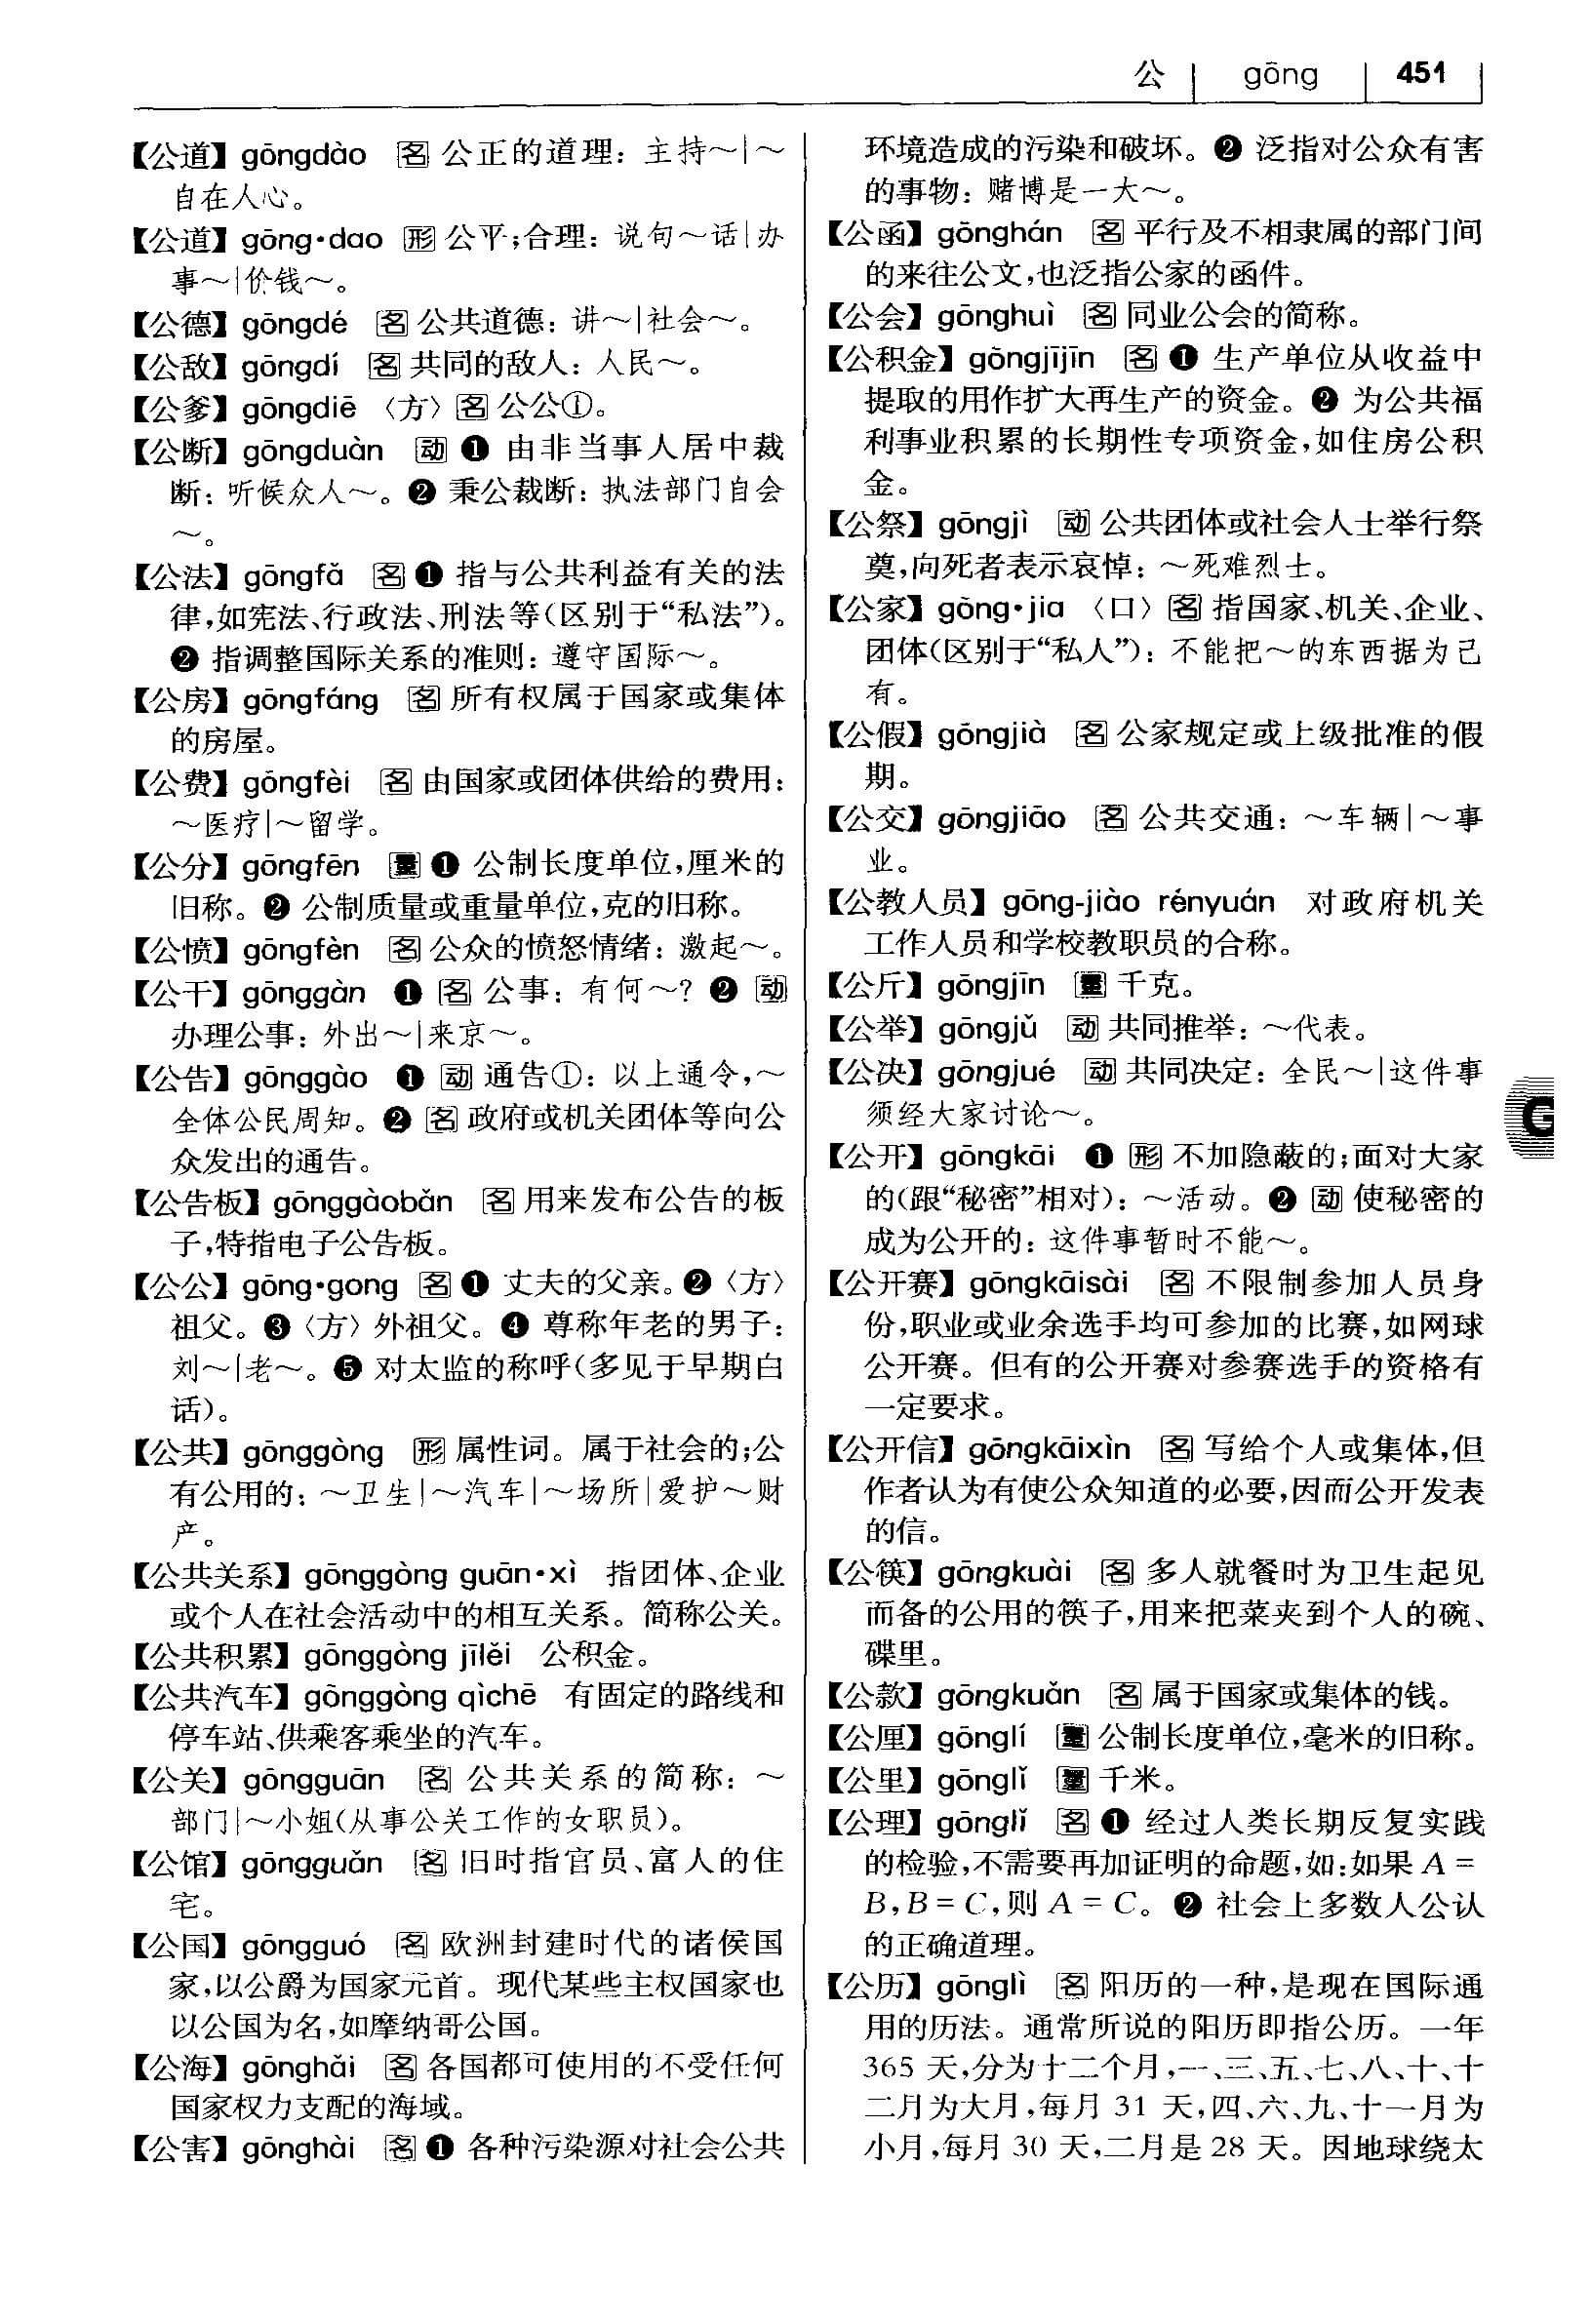 公 gōng 451
【公道】gōngdào 名 公正的道理：主持～|～
自在人心。
【公道】gōng·dao 形 公平;合理：说句～话|办
事～|价钱～。
【公德】gōngdé 名 公共道德：讲～|社会～。
【公敌】gōngdí 名 共同的敌人：人民～。
【公爹】gōngdiē 〈方〉名 公公①。
【公断】gōngduàn 动 ❶ 由非当事人居中裁
断：听候众人～。❷ 秉公裁断：执法部门自会
～。
【公法】gōngfǎ 名 ❶ 指与公共利益有关的法
律,如宪法、行政法、刑法等(区别于“私法”)。
❷ 指调整国际关系的准则：遵守国际～。
【公房】gōngfáng 名 所有权属于国家或集体
的房屋。
【公费】gōngfèi 名 由国家或团体供给的费用：
～医疗|～留学。
【公分】gōngfēn 量 ❶ 公制长度单位,厘米的
旧称。❷ 公制质量或重量单位,克的旧称。
【公愤】gōngfèn 名 公众的愤怒情绪：激起～。
【公干】gōnggàn ❶ 名 公事：有何～? ❷ 动
办理公事：外出～|来京～。
【公告】gōnggào ❶ 动 通告①：以上通令,～
全体公民周知。❷ 名 政府或机关团体等向公
众发出的通告。
【公告板】gōnggàobǎn 名 用来发布公告的板
子,特指电子公告板。
【公公】gōng·gong 名 ❶ 丈夫的父亲。❷〈方〉
祖父。❸〈方〉外祖父。❹ 尊称年老的男子：
刘～|老～。❺ 对太监的称呼(多见于早期白
话)。
【公共】gōnggòng 形 属性词。属于社会的;公
有公用的：～卫生|～汽车|～场所|爱护～财
产。
【公共关系】gōnggòng guān·xì 指团体、企业
或个人在社会活动中的相互关系。简称公关。
【公共积累】gōnggòng jīlěi 公积金。
【公共汽车】gōnggòng qìchē 有固定的路线和
停车站、供乘客乘坐的汽车。
【公关】gōngguān 名 公共关系的简称：～
部门|～小姐(从事公关工作的女职员)。
【公馆】gōngguǎn 名 旧时指官员、富人的住
宅。
【公国】gōngguó 名 欧洲封建时代的诸侯国
家,以公爵为国家元首。现代某些主权国家也
以公国为名,如摩纳哥公国。
【公海】gōnghǎi 名 各国都可使用的不受任何
国家权力支配的海域。
【公害】gōnghài 名 ❶ 各种污染源对社会公共
环境造成的污染和破坏。❷ 泛指对公众有害
的事物：赌博是一大～。
【公函】gōnghán 名 平行及不相隶属的部门间
的来往公文,也泛指公家的函件。
【公会】gōnghuì 名 同业公会的简称。
【公积金】gōngjījīn 名 ❶ 生产单位从收益中
提取的用作扩大再生产的资金。❷ 为公共福
利事业积累的长期性专项资金,如住房公积
金。
【公祭】gōngjì 动 公共团体或社会人士举行祭
奠,向死者表示哀悼：～死难烈士。
【公家】gōng·jia 〈口〉名 指国家、机关、企业、
团体(区别于“私人”)：不能把～的东西据为己
有。
【公假】gōngjià 名 公家规定或上级批准的假
期。
【公交】gōngjiāo 名 公共交通：～车辆|～事
业。
【公教人员】gōng-jiào rényuán 对政府机关
工作人员和学校教职员的合称。
【公斤】gōngjīn 量 千克。
【公举】gōngjǔ 动 共同推举：～代表。
【公决】gōngjué 动 共同决定：全民～|这件事
须经大家讨论～。
【公开】gōngkāi ❶ 形 不加隐蔽的;面对大家
的(跟“秘密”相对)：～活动。❷ 动 使秘密的
成为公开的：这件事暂时不能～。
【公开赛】gōngkāisài 名 不限制参加人员身
份,职业或业余选手均可参加的比赛,如网球
公开赛。但有的公开赛对参赛选手的资格有
一定要求。
【公开信】gōngkāixìn 名 写给个人或集体,但
作者认为有使公众知道的必要,因而公开发表
的信。
【公筷】gōngkuài 名 多人就餐时为卫生起见
而备的公用的筷子,用来把菜夹到个人的碗、
碟里。
【公款】gōngkuǎn 名 属于国家或集体的钱。
【公厘】gōnglí 量 公制长度单位,毫米的旧称。
【公里】gōnglǐ 量 千米。
【公理】gōnglǐ 名 ❶ 经过人类长期反复实践
的检验,不需要再加证明的命题,如:如果 A =
B,B = C,则 A = C。❷ 社会上多数人公认
的正确道理。
【公历】gōnglì 名 阳历的一种,是现在国际通
用的历法。通常所说的阳历即指公历。一年
365 天,分为十二个月,一、三、五、七、八、十、十
二月为大月,每月 31 天,四、六、九、十一月为
小月,每月 30 天,二月是 28 天。因地球绕太
G